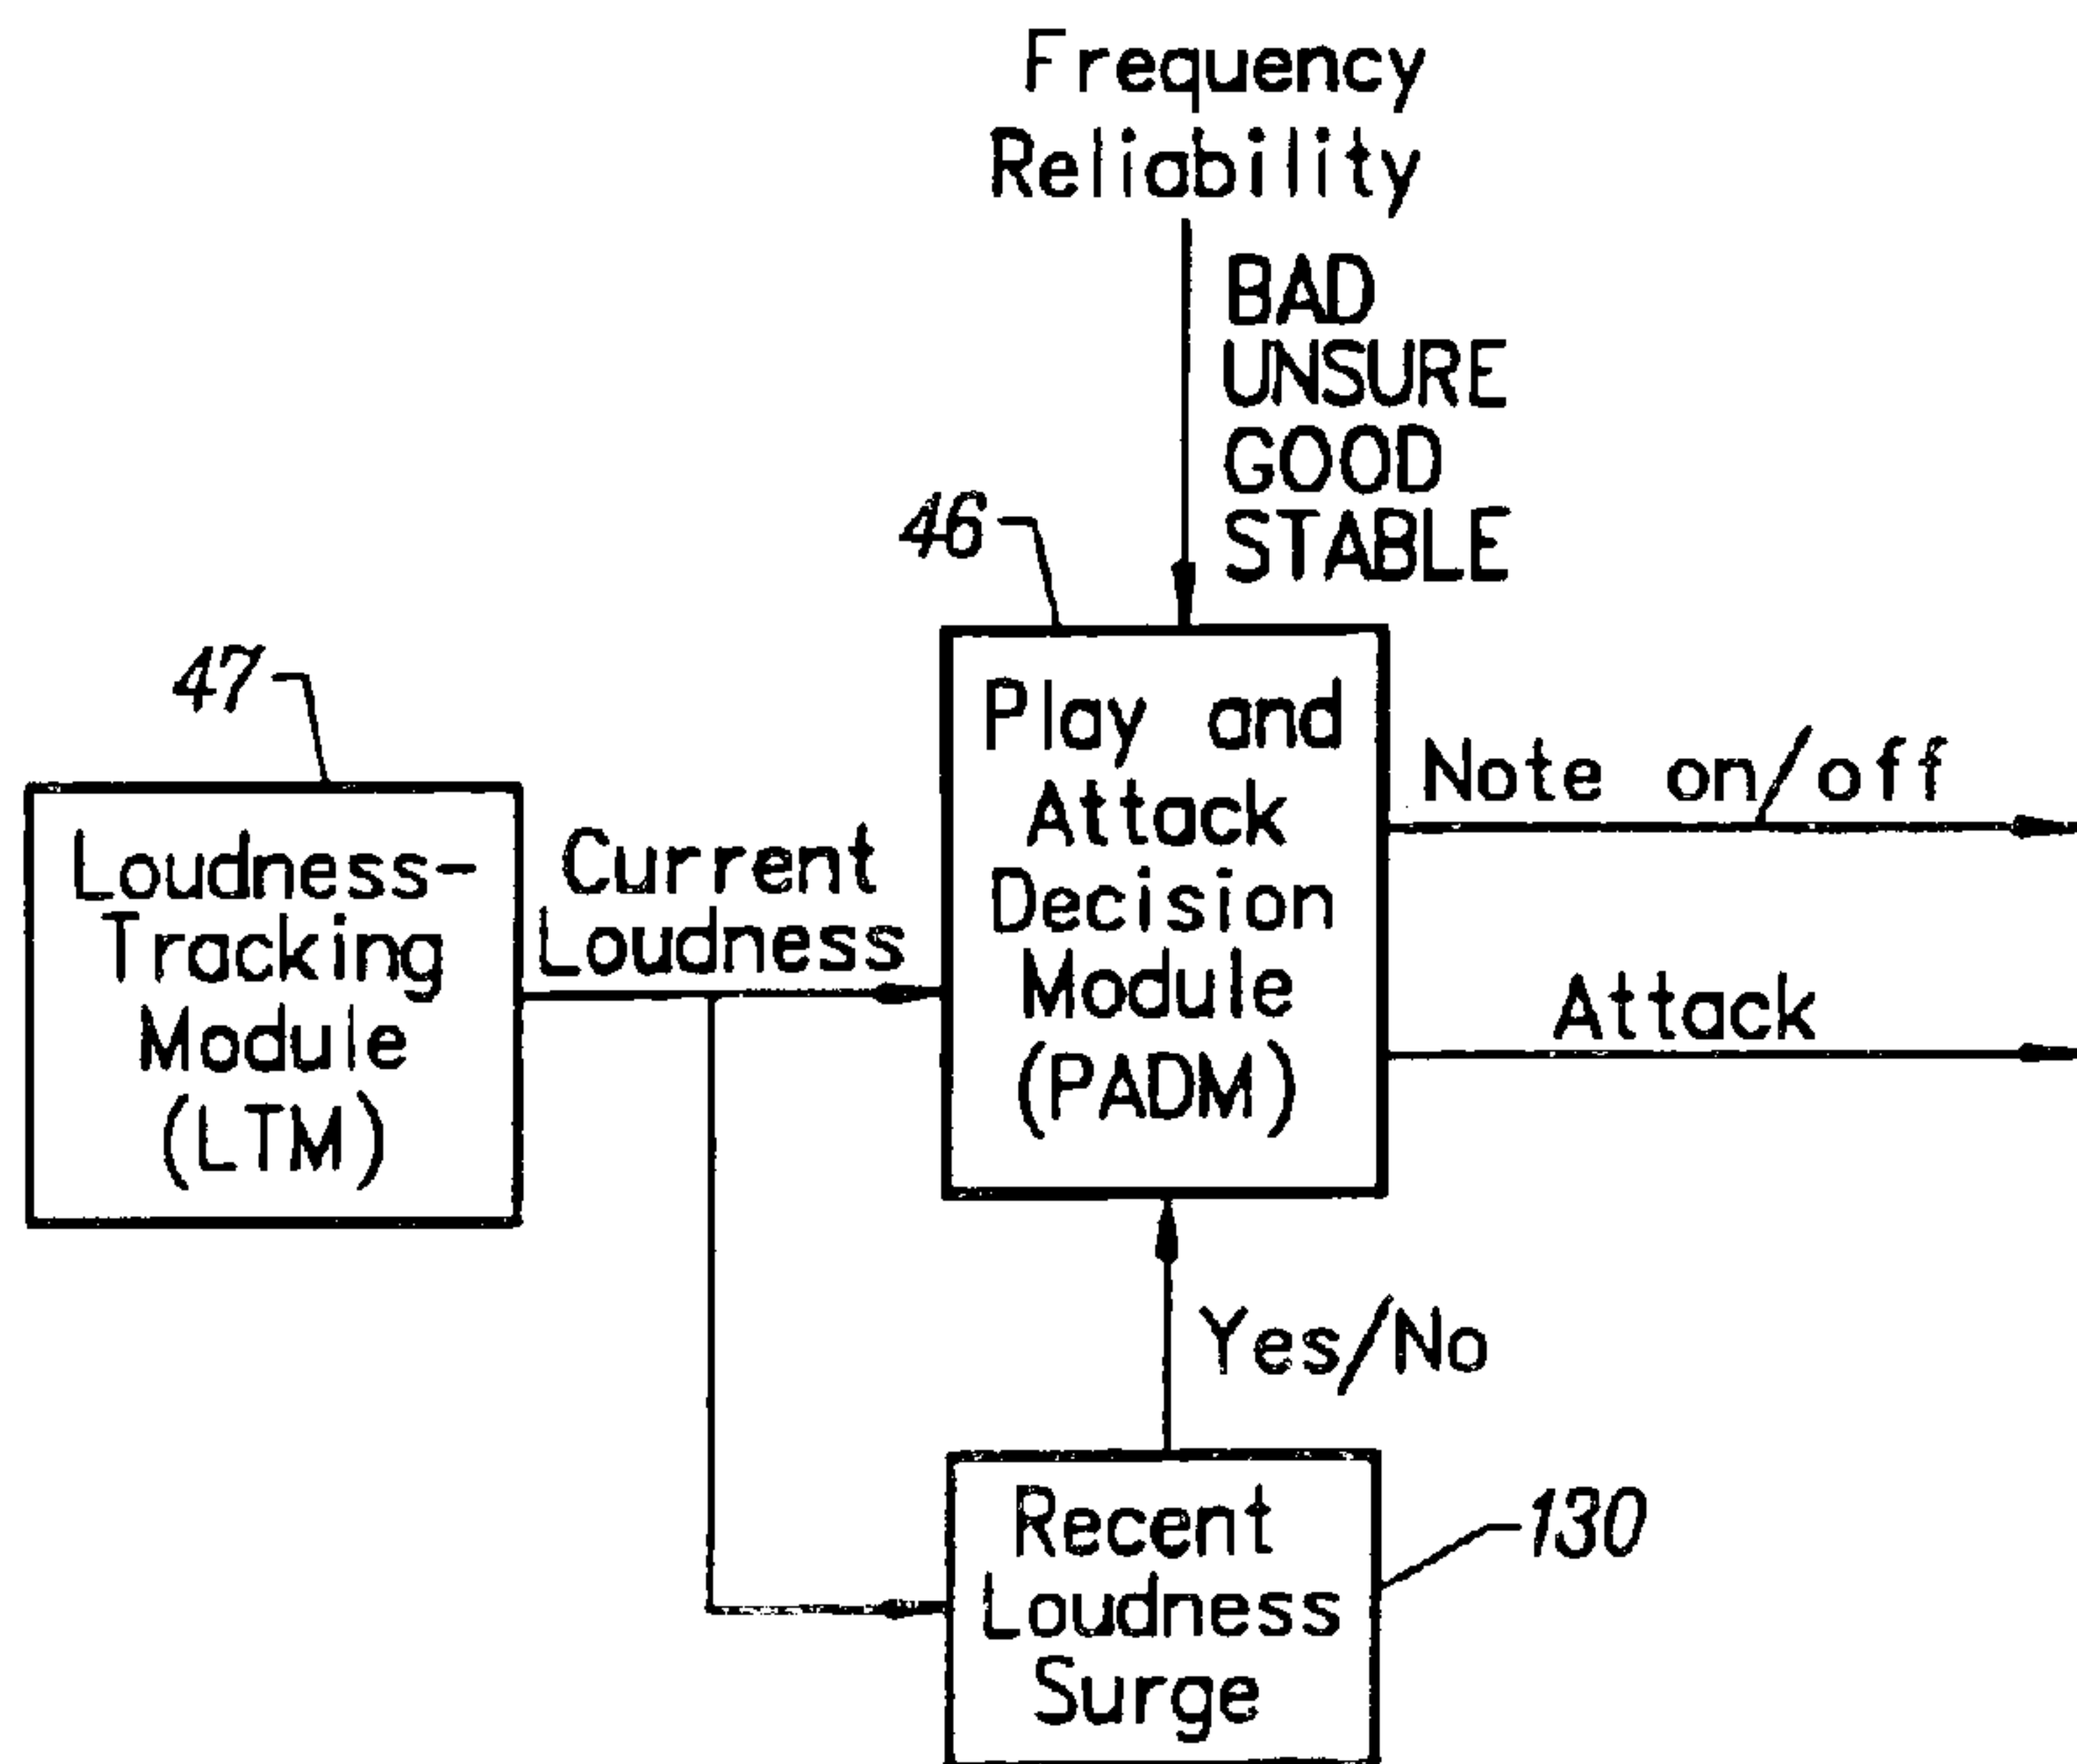 Frequency
Reliability
BAD
UNSURE
GOOD
STABLE
46
47
Play and
Attack
Decision
Module
(PADM)
Loudness-
Tracking
Module
(LTM)
Current
Loudness
Note on/off
Attack
Yes/No
Recent
Loudness
Surge
130